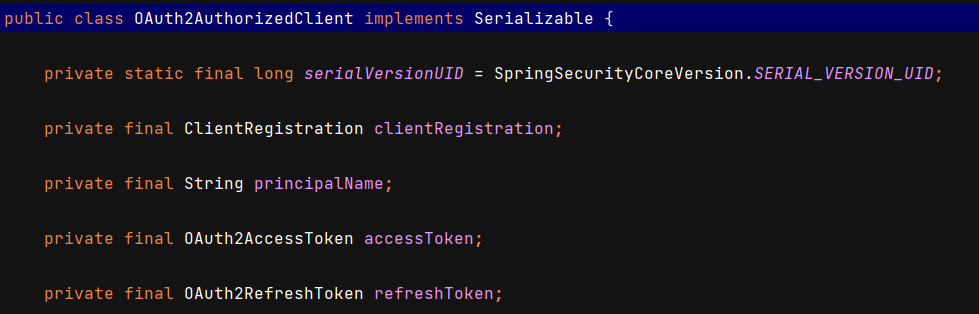 public class OAuth2AuthorizedClient implements Serializable {
private static final long serialVersionUID = SpringSecurityCoreVersion.SERIAL_VERSION_UID;
private final ClientRegistration clientRegistration;
private final String principalName;
private final OAuth2AccessToken accessToken;
private final OAuth2RefreshToken refreshToken;